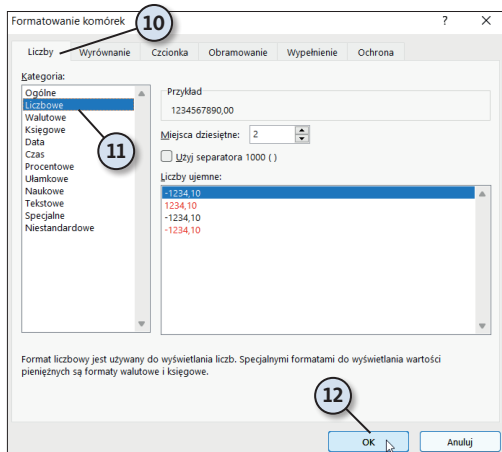 Formatowanie komórek
10
?
Liczby Wyrównanie Czcionka Obramowanie Wypełnienie Ochrona
Kategoria:
Ogólne
Liczbowe
Walutowe
Księgowe
Data
Czas
Procentowe
Ułamkowe
Naukowe
Tekstowe
Specjalne
Niestandardowe
11
Przykład
1234567890,00
Miejsca dziesiętne: 2
Użyj separatora 1000 ( )
Liczby ujemne:
-1234,10
1234,10
-1234,10
-1234,10
Format liczbowy jest używany do wyświetlania liczb. Specjalnymi formatami do wyświetlania wartości
pieniężnych są formaty walutowe i księgowe.
12
OK Anuluj